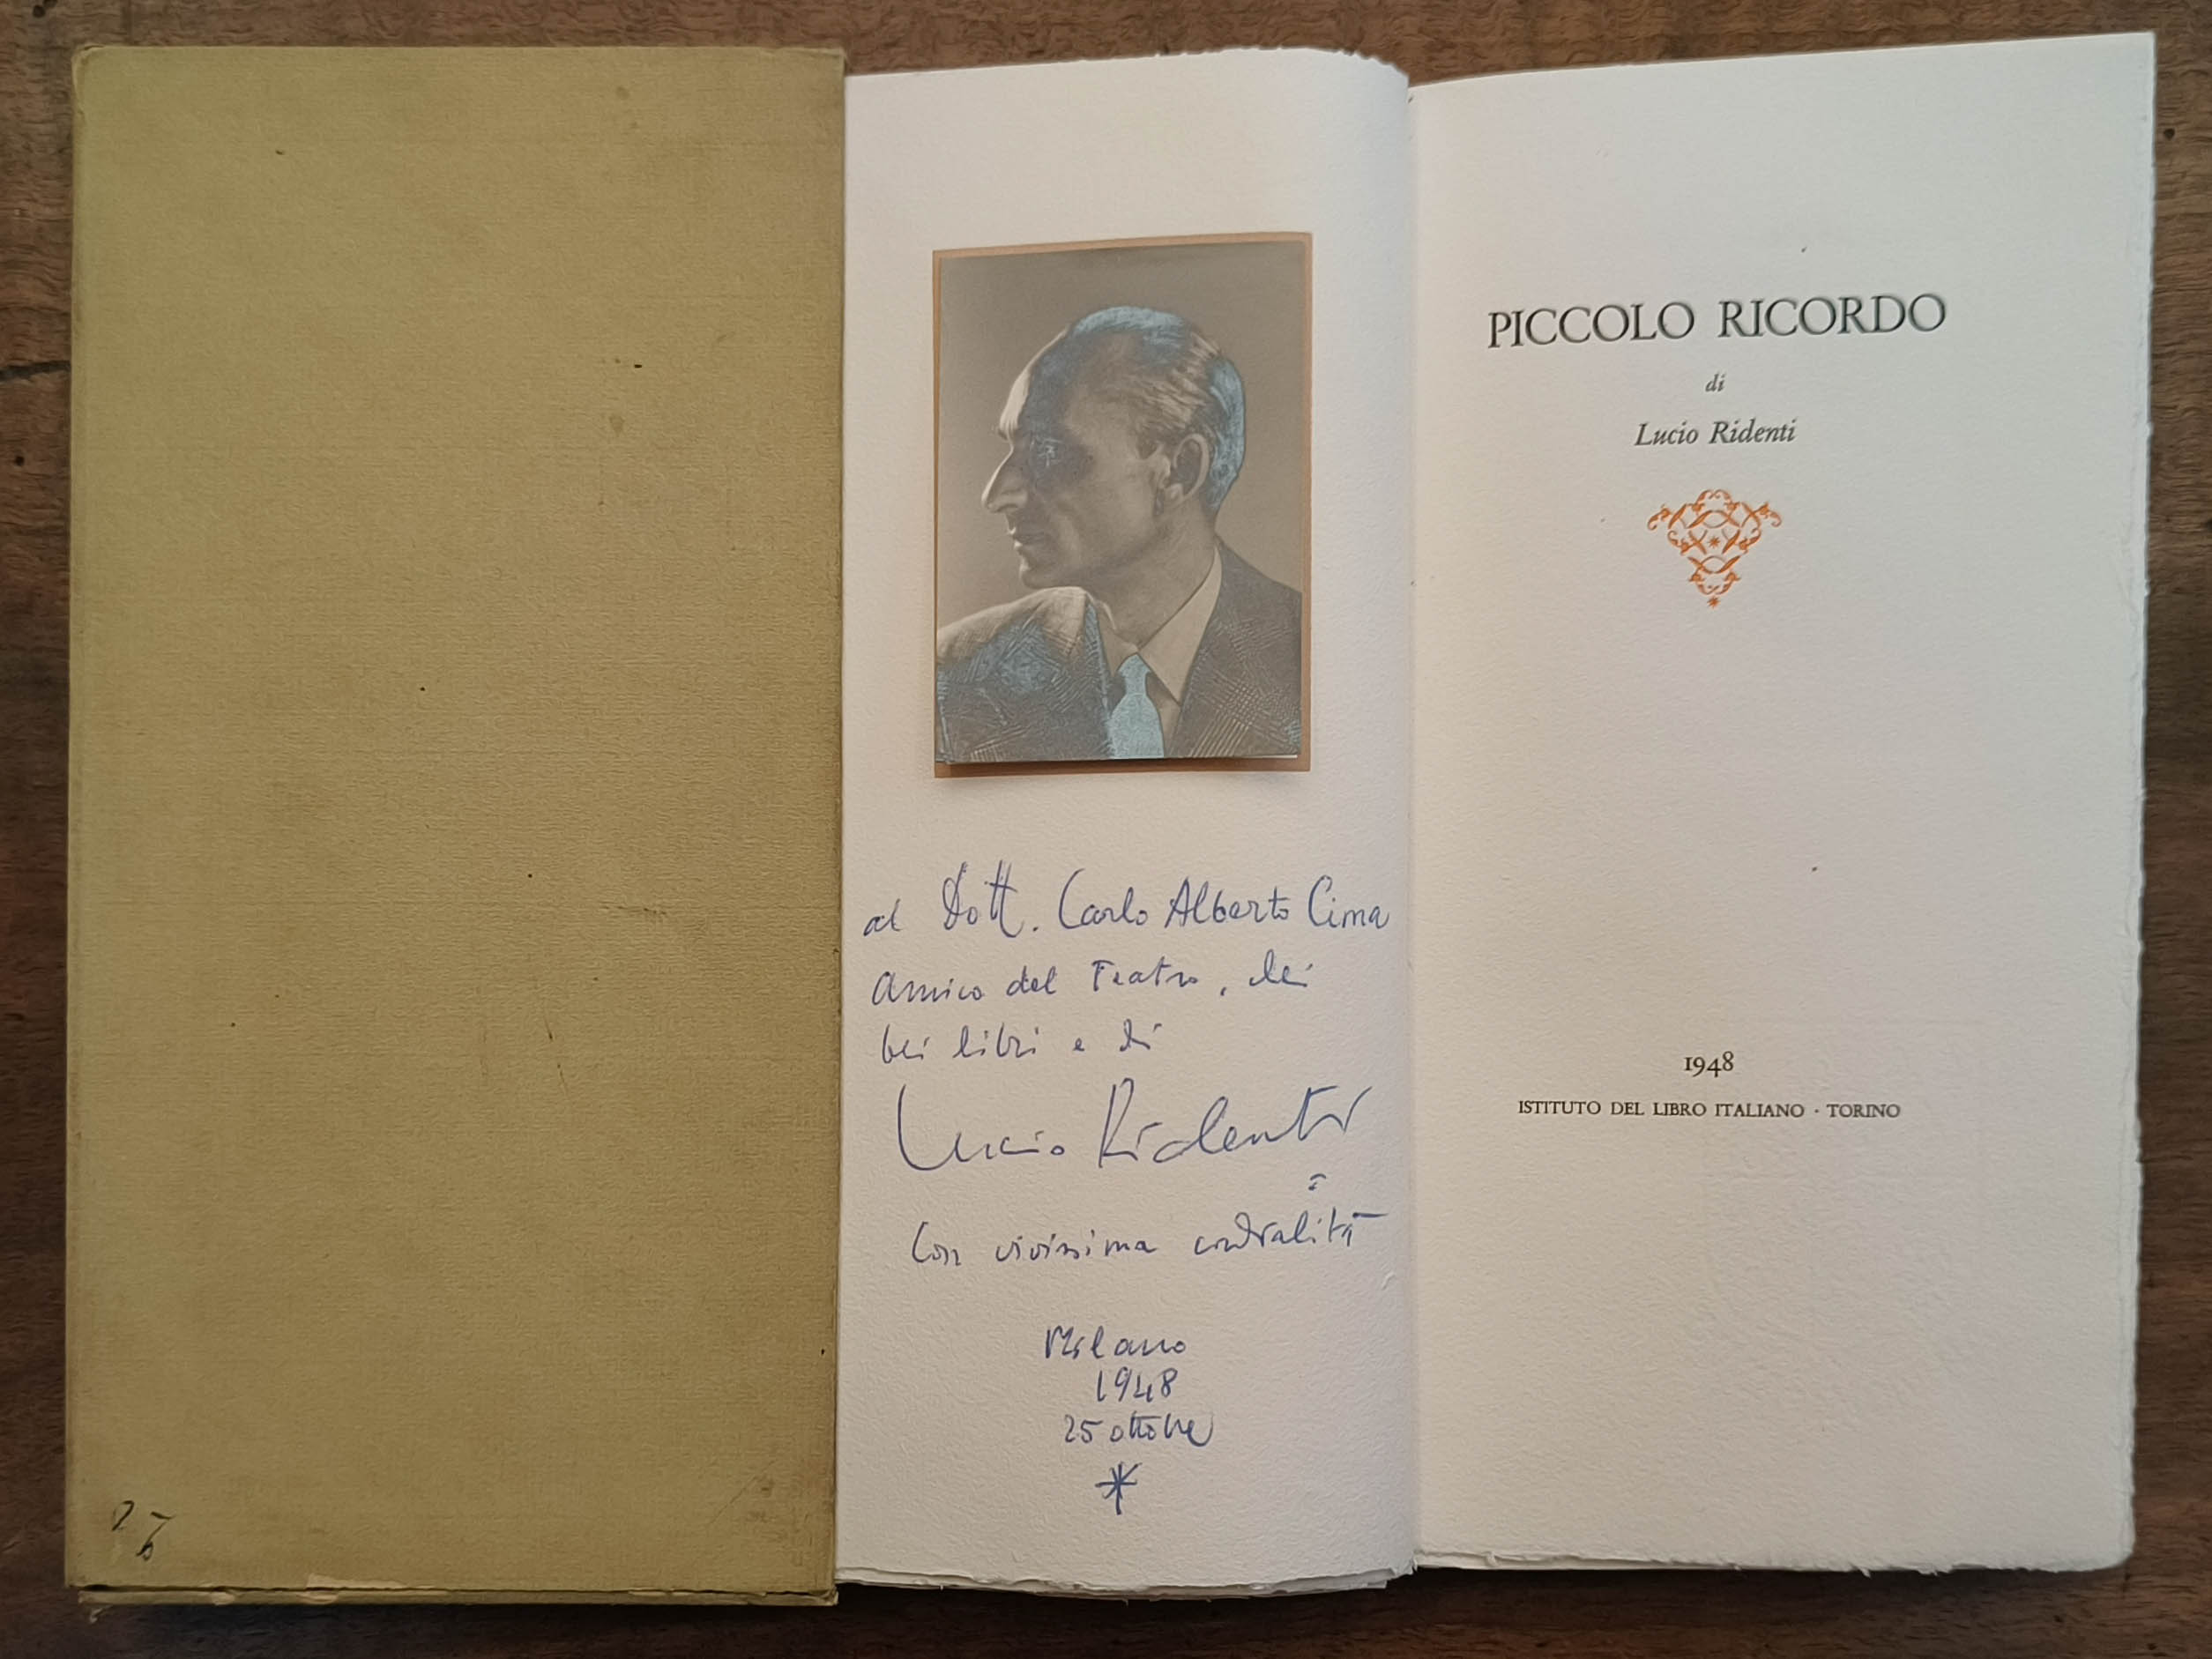 al Dott. Carlo Alberto Cima
amico del Teatro, dei
bei libri e di
Lucio Ridenti
con vivissima cordialità
Milano
1948
25 ottobre
*
PICCOLO RICORDO
di
Lucio Ridenti
1948
ISTITUTO DEL LIBRO ITALIANO · TORINO